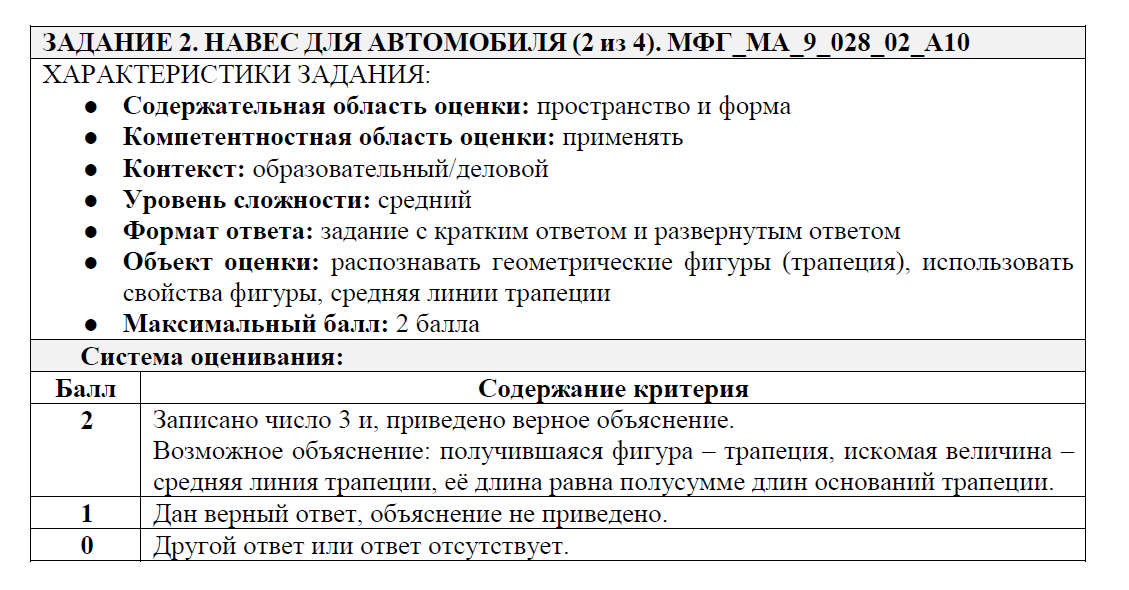 ЗАДАНИЕ 2. НАВЕС ДЛЯ АВТОМОБИЛЯ (2 из 4). МФГ_МА_9_028_02_А10
ХАРАКТЕРИСТИКИ ЗАДАНИЯ:
● Содержательная область оценки: пространство и форма
● Компетентностная область оценки: применять
● Контекст: образовательный/деловой
● Уровень сложности: средний
● Формат ответа: задание с кратким ответом и развернутым ответом
● Объект оценки: распознавать геометрические фигуры (трапеция), использовать
свойства фигуры, средняя линии трапеции
● Максимальный балл: 2 балла
Система оценивания:
Балл Содержание критерия
2 Записано число 3 и, приведено верное объяснение.
Возможное объяснение: получившаяся фигура – трапеция, искомая величина –
средняя линия трапеции, её длина равна полусумме длин оснований трапеции.
1 Дан верный ответ, объяснение не приведено.
0 Другой ответ или ответ отсутствует.